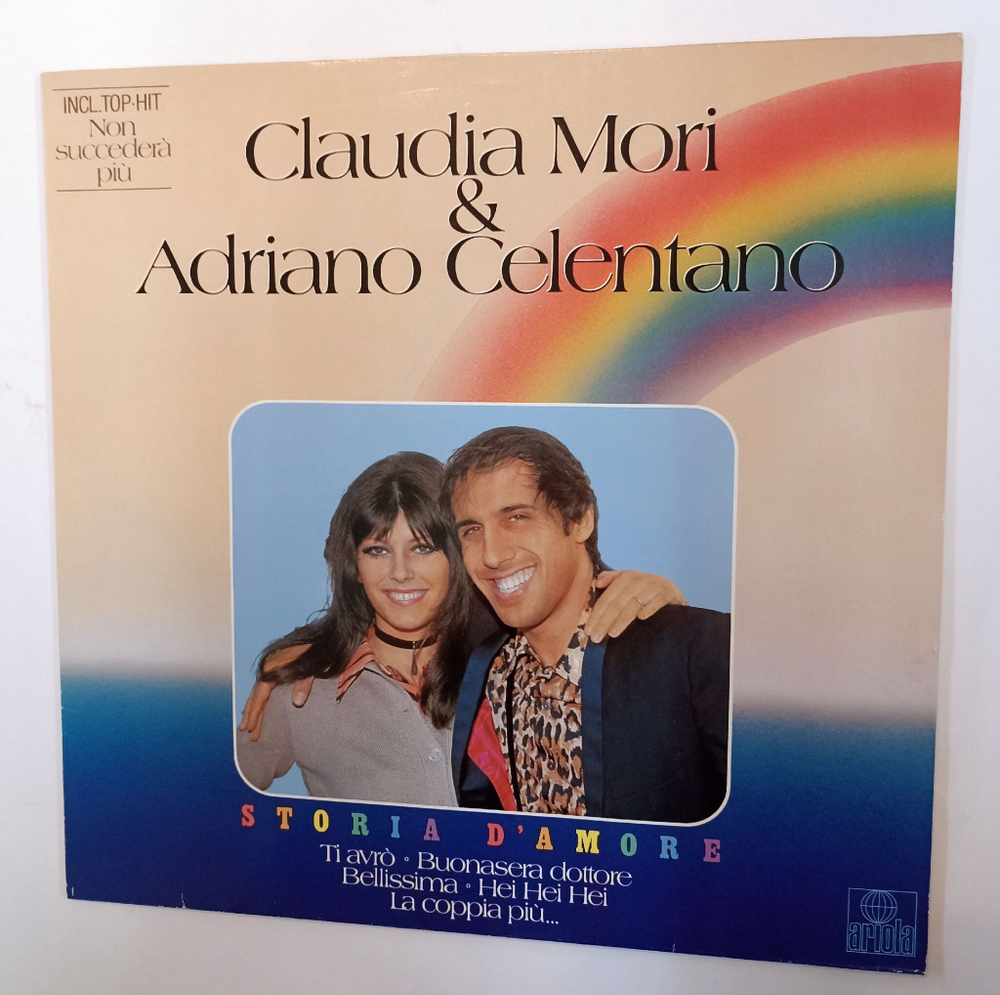 INCL.TOP-HIT
Non
succederà
più
Claudia Mori
&
Adriano Celentano
STORIA D'AMORE
Ti avrò ∘ Buonasera dottore
Bellissima ∘ Hei Hei Hei
La coppia più...
ariola